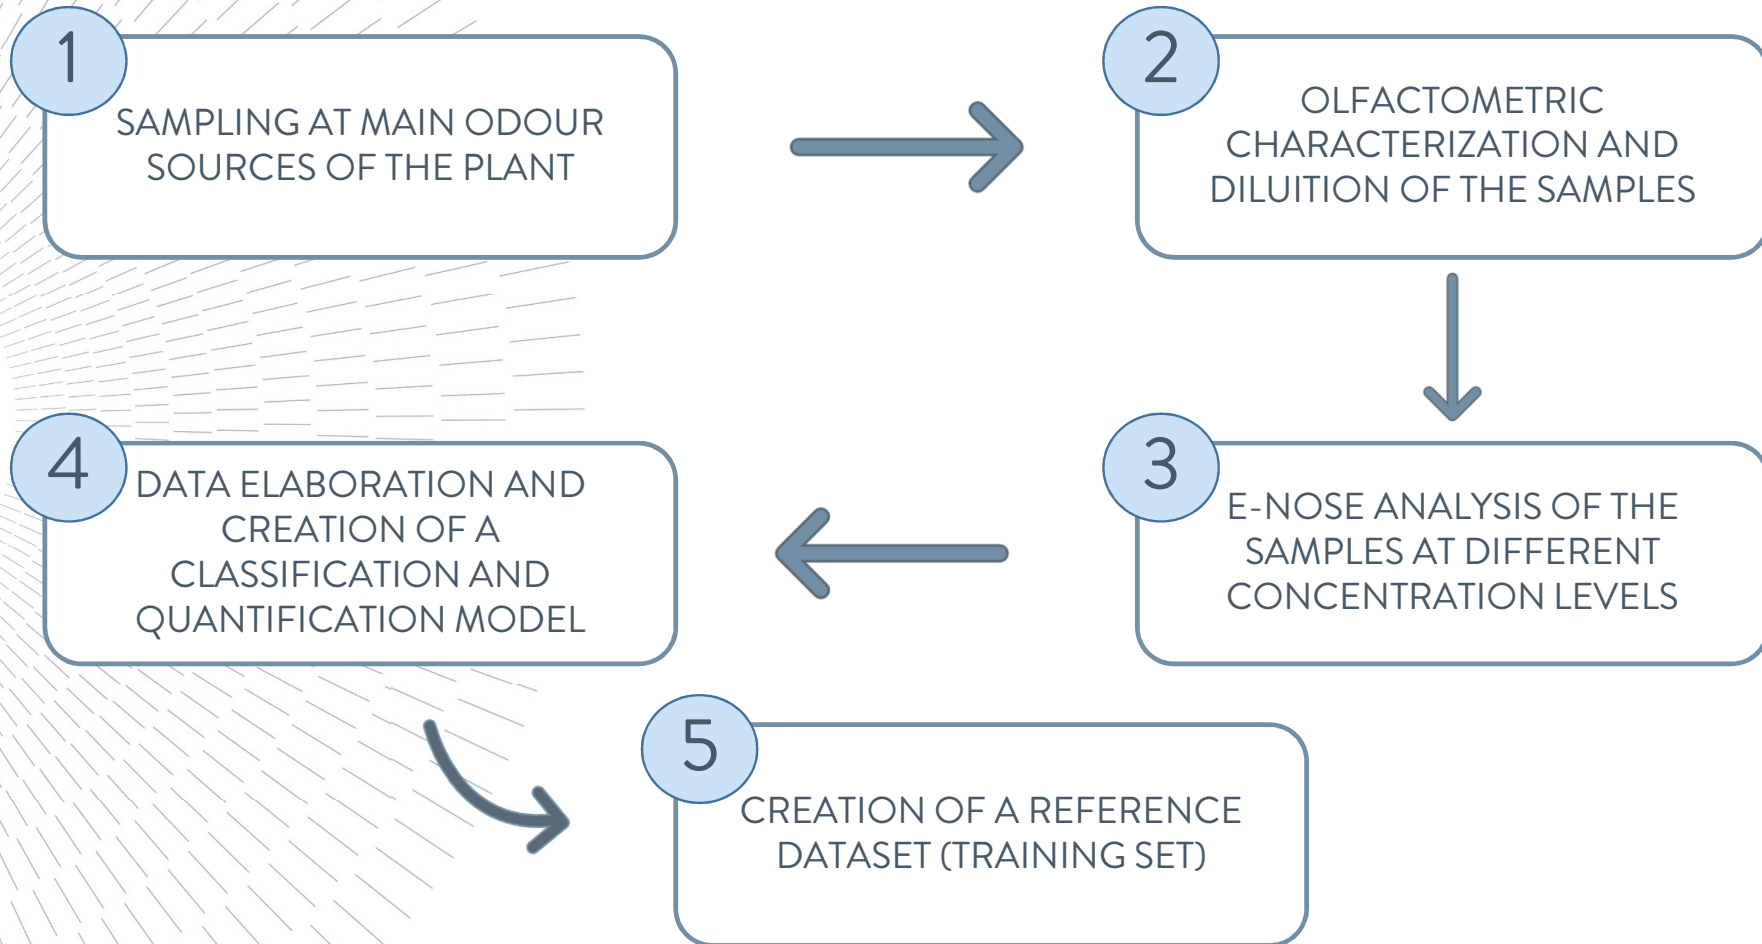 1
SAMPLING AT MAIN ODOUR
SOURCES OF THE PLANT
2
OLFACTOMETRIC
CHARACTERIZATION AND
DILUITION OF THE SAMPLES
3
E-NOSE ANALYSIS OF THE
SAMPLES AT DIFFERENT
CONCENTRATION LEVELS
4
DATA ELABORATION AND
CREATION OF A
CLASSIFICATION AND
QUANTIFICATION MODEL
5
CREATION OF A REFERENCE
DATASET (TRAINING SET)